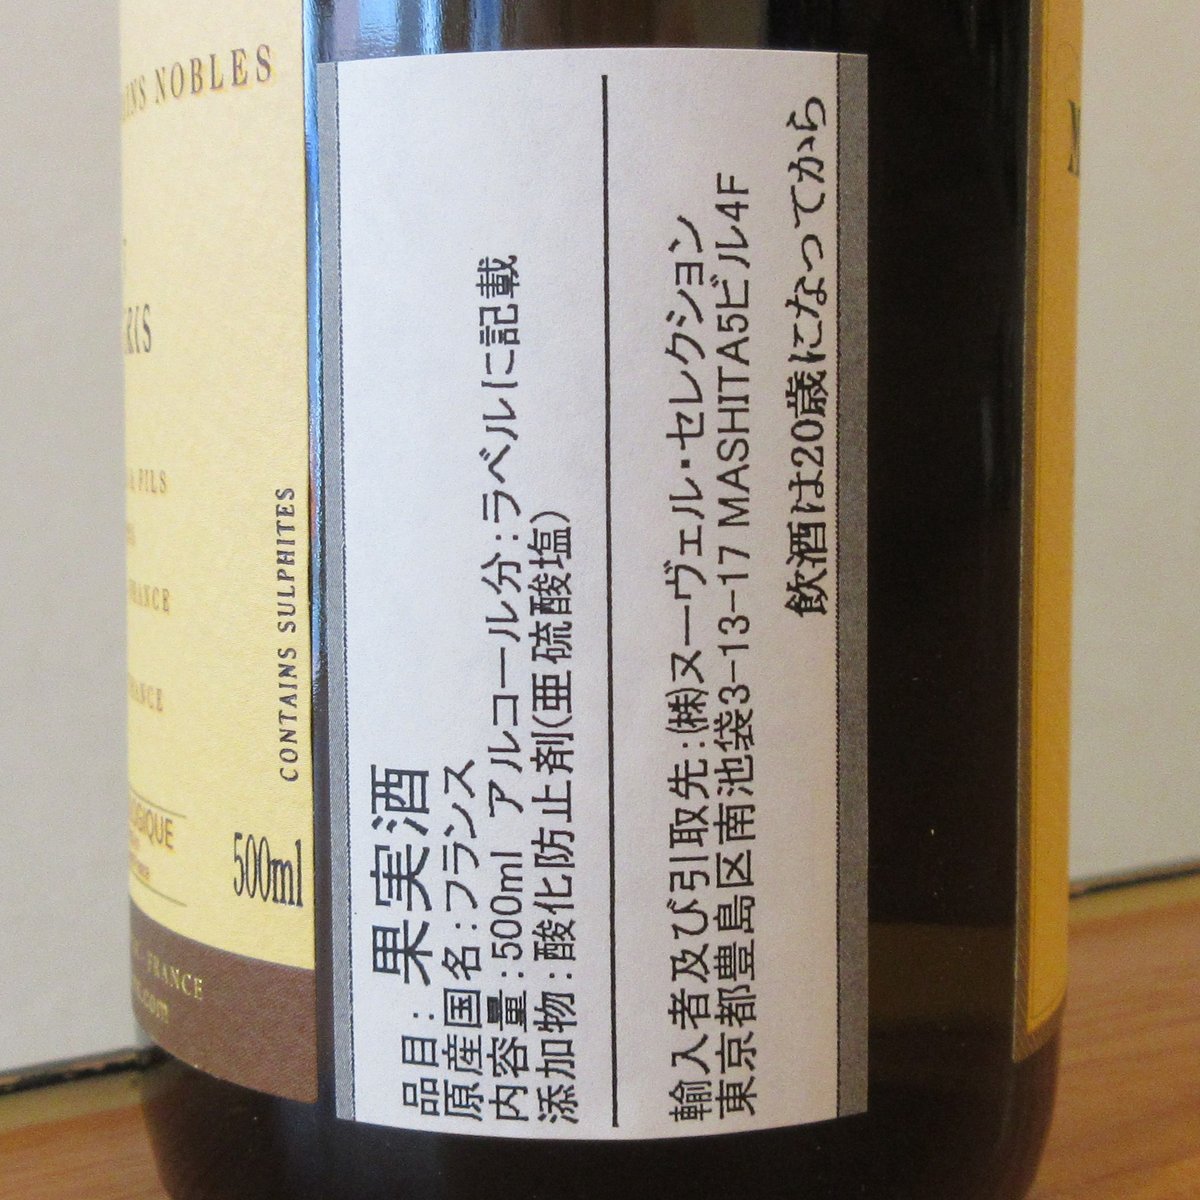 NOBLES
CONTAINS SULPHITES
500ml
FRANCE
品目: 果実酒
原産国名:フランス
内容量:500ml アルコール分:ラベルに記載
添加物:酸化防止剤(亜硫酸塩)
輸入者及び引取先:(株)ヌーヴェル・セレクション
東京都豊島区南池袋3-13-17 MASHITA5ビル4F
飲酒は20歳になってから